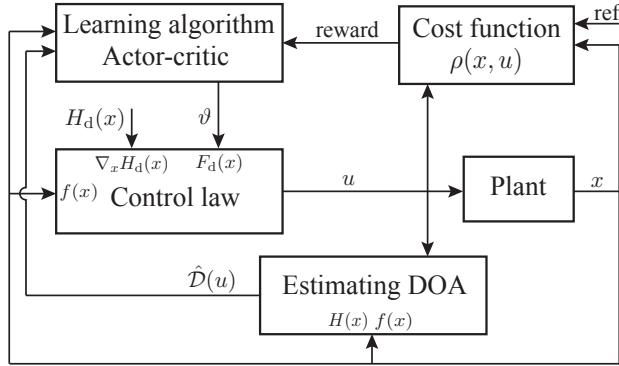 Learning algorithm
Actor-critic
reward
Cost function
ρ(x, u)
ref
H_d(x)
ϑ
∇_x H_d(x)
F_d(x)
f(x)
Control law
u
Plant
x
D̂(u)
Estimating DOA
H(x) f(x)